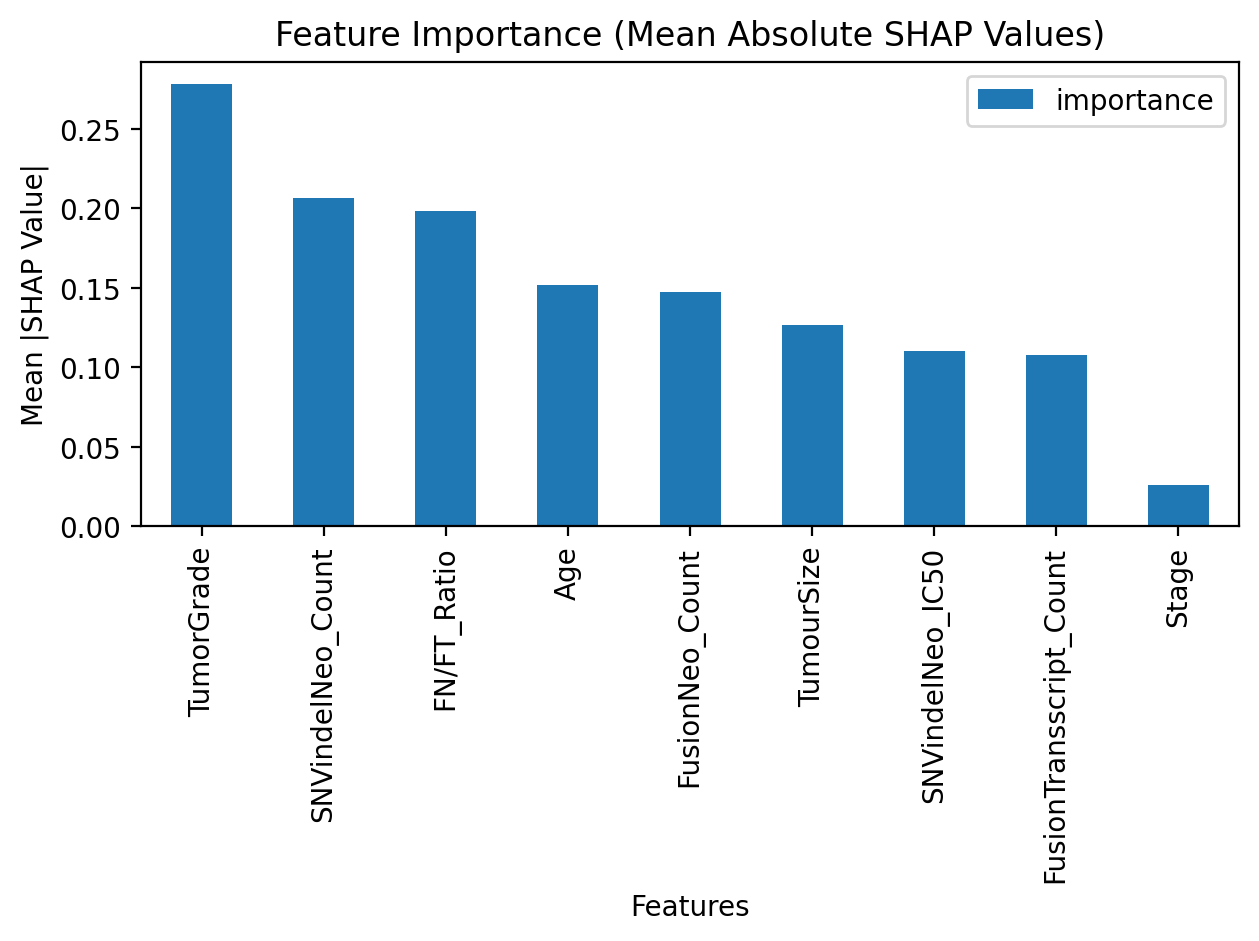 Feature Importance (Mean Absolute SHAP Values)
importance
Mean |SHAP Value|
0.25
0.20
0.15
0.10
0.05
0.00
TumorGrade
SNVindelNeo_Count
FN/FT_Ratio
Age
FusionNeo_Count
TumourSize
SNVindelNeo_IC50
FusionTransscript_Count
Stage
Features